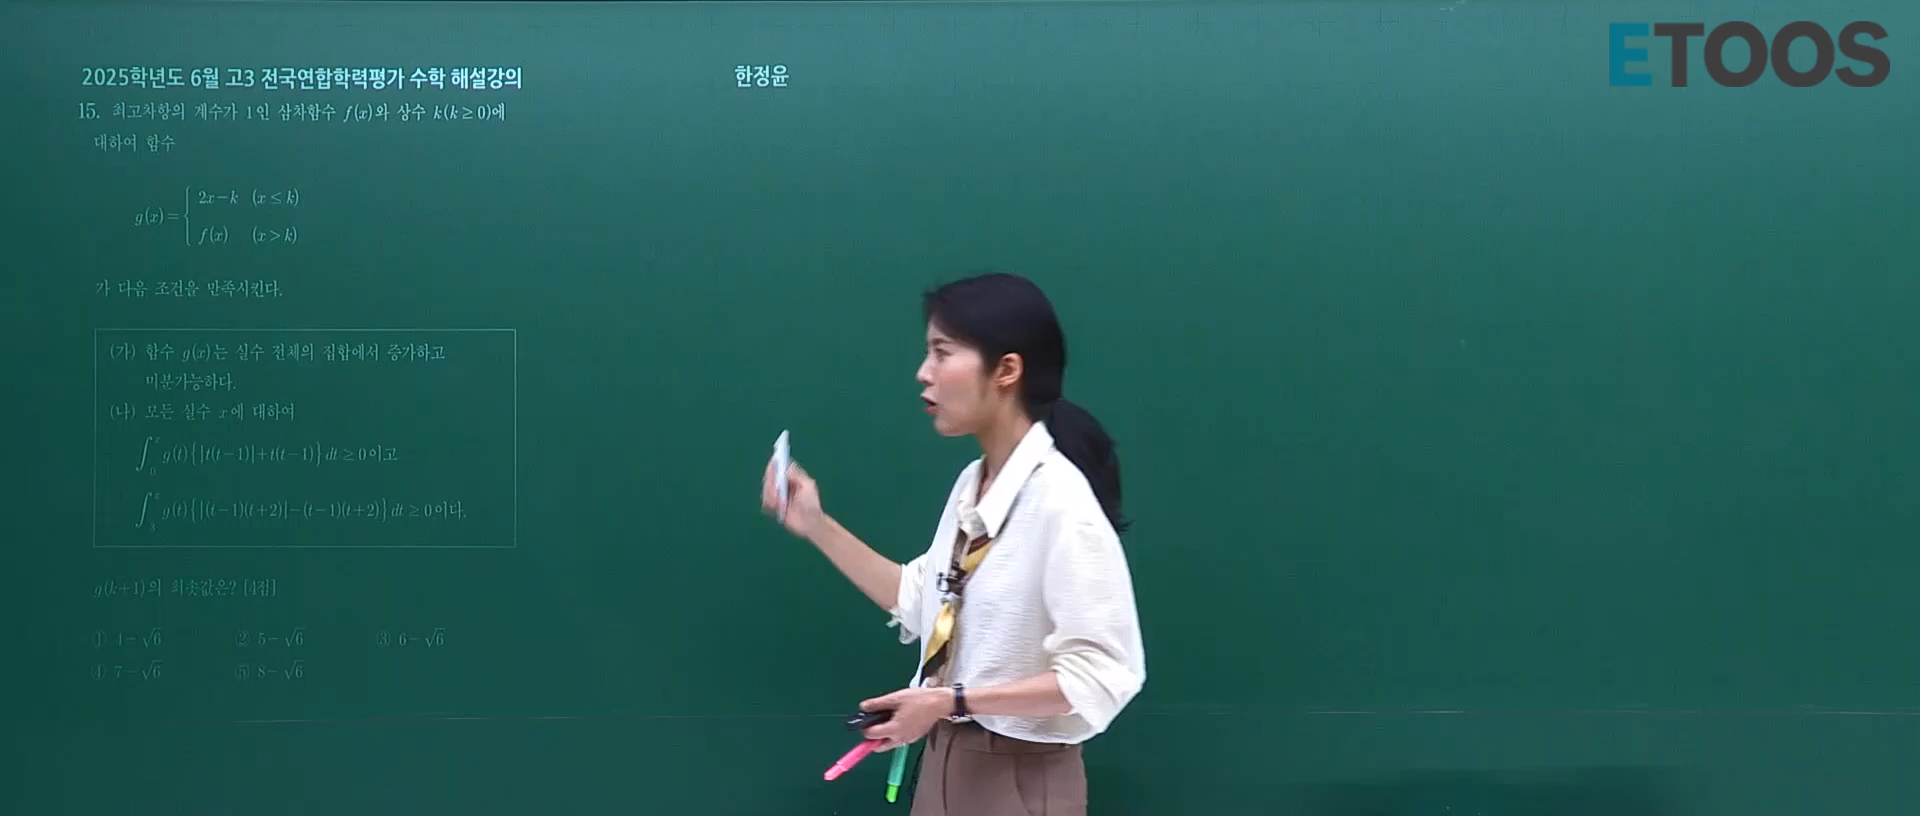 ETOOS
2025학년도 6월 고3 전국연합학력평가 수학 해설강의
한정윤
15. 최고차항의 계수가 1인 삼차함수 f(x)와 상수 k(k≥0)에
대하여 함수
g(x)={ 2x-k (x≤k)
f(x) (x>k)
가 다음 조건을 만족시킨다.
(가) 함수 g(x)는 실수 전체의 집합에서 증가하고
미분가능하다.
(나) 모든 실수 x에 대하여
∫₀ˣ g(t){|t(t-1)|+t(t-1)}dt≥0이고
∫₃ˣ g(t){|(t-1)(t+2)|-(t-1)(t+2)}dt≥0이다.
g(k+1)의 최솟값은? [4점]
① 4-√6 ② 5-√6 ③ 6-√6
④ 7-√6 ⑤ 8-√6